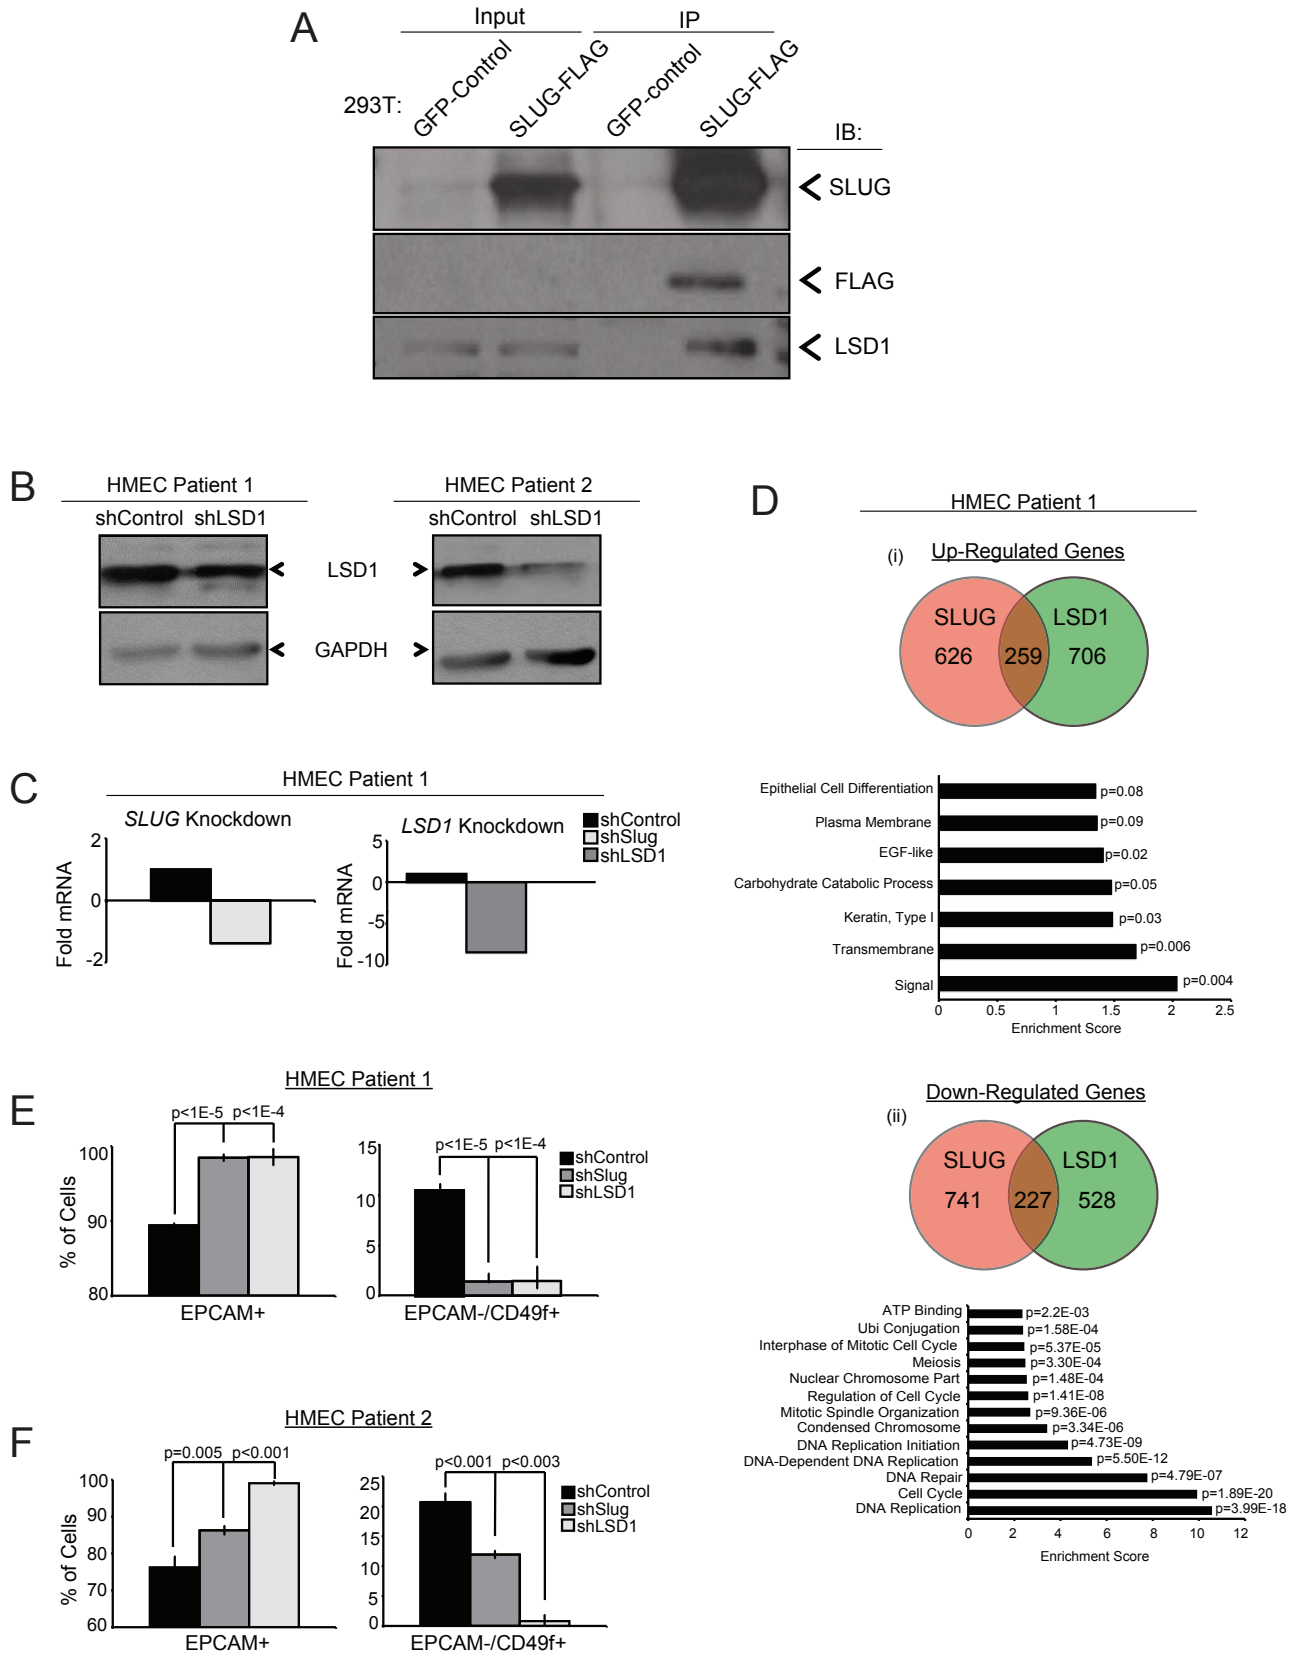 A
Input
IP
293T:
GFP-Control
SLUG-FLAG
GFP-control
SLUG-FLAG
IB:
SLUG
FLAG
LSD1
B
HMEC Patient 1
HMEC Patient 2
shControl shLSD1
shControl shLSD1
LSD1
GAPDH
C
HMEC Patient 1
SLUG Knockdown
Fold mRNA
2
0
-2
LSD1 Knockdown
Fold mRNA
5
0
-5
-10
shControl
shSlug
shLSD1
D
HMEC Patient 1
(i)
Up-Regulated Genes
SLUG
LSD1
626
259
706
Epithelial Cell Differentiation p=0.08
Plasma Membrane p=0.09
EGF-like p=0.02
Carbohydrate Catabolic Process p=0.05
Keratin, Type I p=0.03
Transmembrane p=0.006
Signal p=0.004
0 0.5 1 1.5 2 2.5
Enrichment Score
Down-Regulated Genes
(ii)
SLUG
LSD1
741
227
528
ATP Binding p=2.2E-03
Ubi Conjugation p=1.58E-04
Interphase of Mitotic Cell Cycle p=5.37E-05
Meiosis p=3.30E-04
Nuclear Chromosome Part p=1.48E-04
Regulation of Cell Cycle p=1.41E-08
Mitotic Spindle Organization p=9.36E-06
Condensed Chromosome p=3.34E-06
DNA Replication Initiation p=4.73E-09
DNA-Dependent DNA Replication p=5.50E-12
DNA Repair p=4.79E-07
Cell Cycle p=1.89E-20
DNA Replication p=3.99E-18
0 2 4 6 8 10 12
Enrichment Score
E
HMEC Patient 1
p<1E-5 p<1E-4
% of Cells
100
90
80
EPCAM+
p<1E-5 p<1E-4
15
10
5
0
EPCAM-/CD49f+
shControl
shSlug
shLSD1
F
HMEC Patient 2
p=0.005 p<0.001
% of Cells
100
90
80
70
60
EPCAM+
p<0.001 p<0.003
25
20
15
10
5
0
EPCAM-/CD49f+
shControl
shSlug
shLSD1